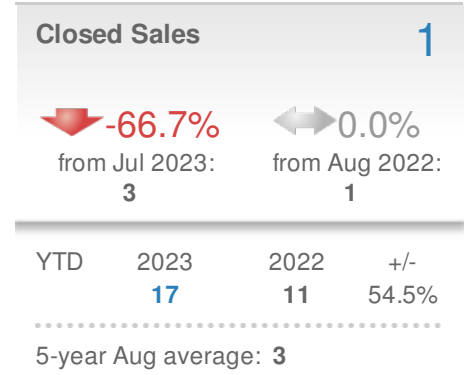 Closed Sales 1
-66.7% 0.0%
from Jul 2023: from Aug 2022:
3 1
YTD 2023 2022 +/-
17 11 54.5%
5-year Aug average: 3